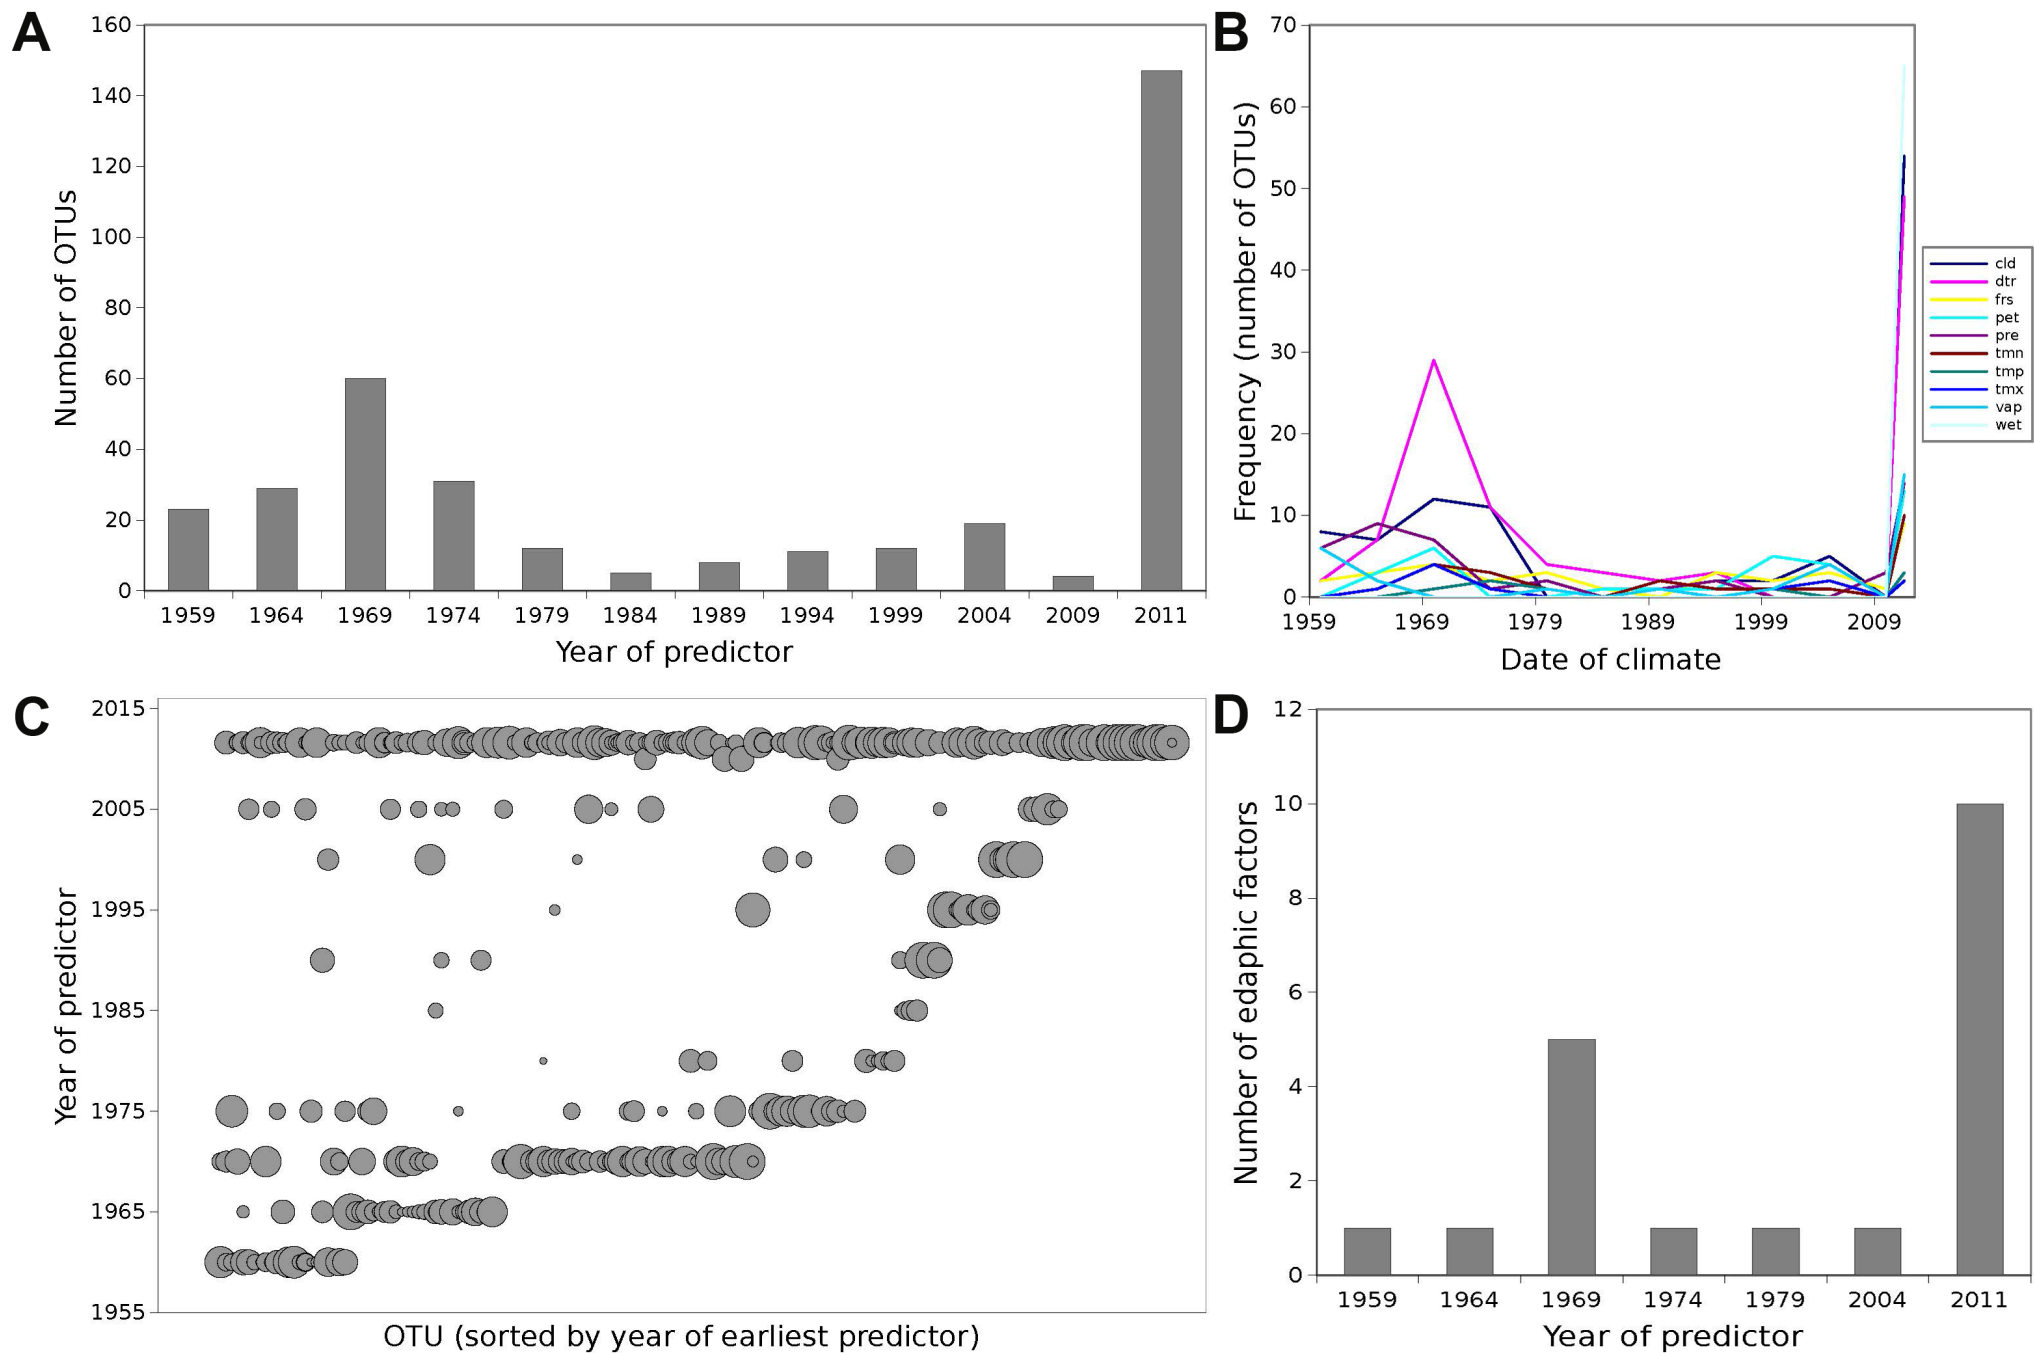 A
160
140
120
100
80
60
40
20
0
Number of OTUs
1959 1964 1969 1974 1979 1984 1989 1994 1999 2004 2009 2011
Year of predictor
B
70
60
50
40
30
20
10
0
Frequency (number of OTUs)
1959 1969 1979 1989 1999 2009
Date of climate
cld
dtr
frs
pet
pre
tmn
tmp
tmx
vap
wet
C
2015
2005
1995
1985
1975
1965
1955
Year of predictor
OTU (sorted by year of earliest predictor)
D
12
10
8
6
4
2
0
Number of edaphic factors
1959 1964 1969 1974 1979 2004 2011
Year of predictor